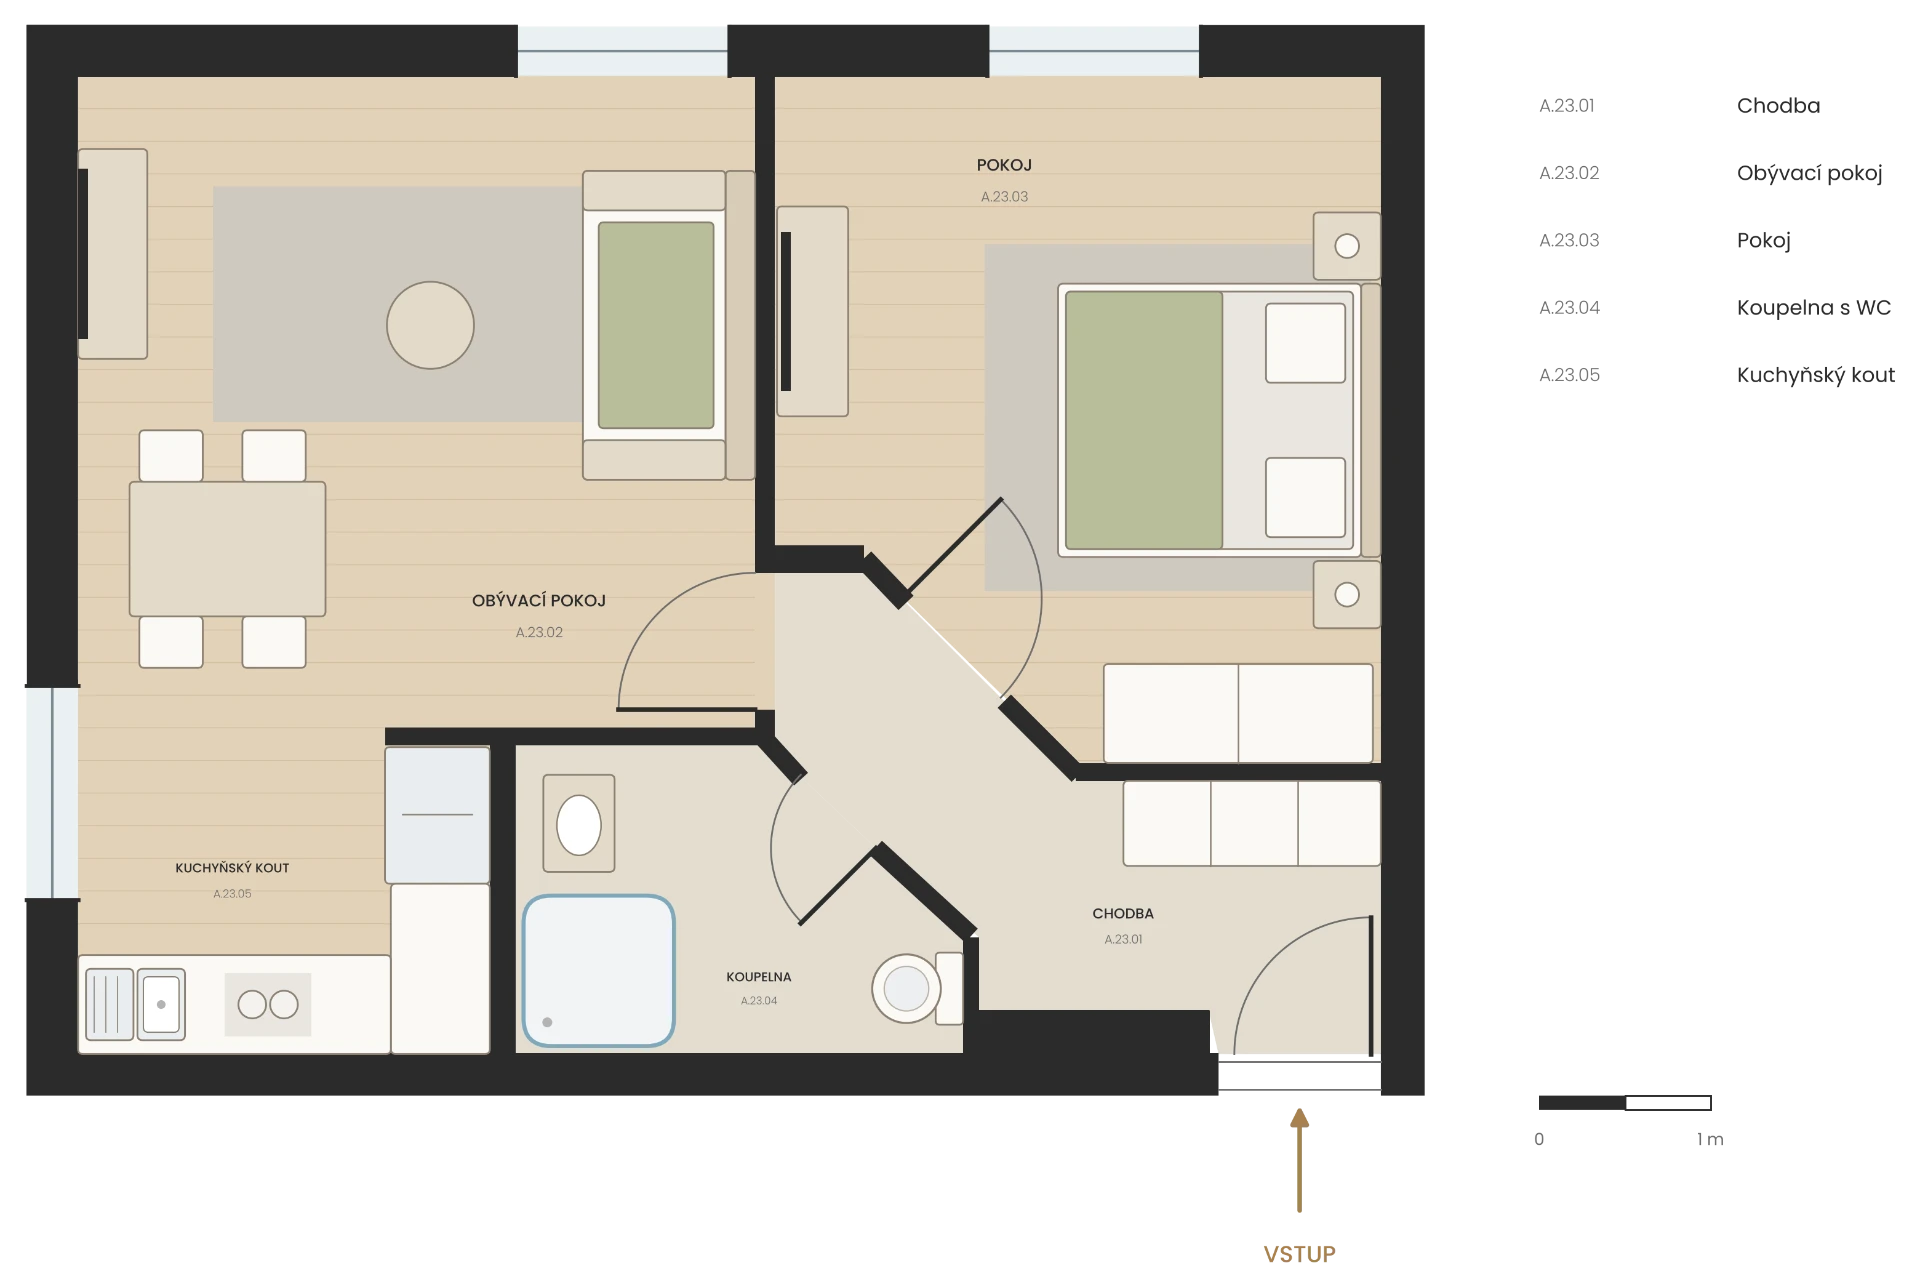 POKOJ
A.23.03
OBÝVACÍ POKOJ
A.23.02
KUCHYŇSKÝ KOUT
A.23.05
KOUPELNA
A.23.04
CHODBA
A.23.01
VSTUP
A.23.01 Chodba
A.23.02 Obývací pokoj
A.23.03 Pokoj
A.23.04 Koupelna s WC
A.23.05 Kuchyňský kout
0 1 m